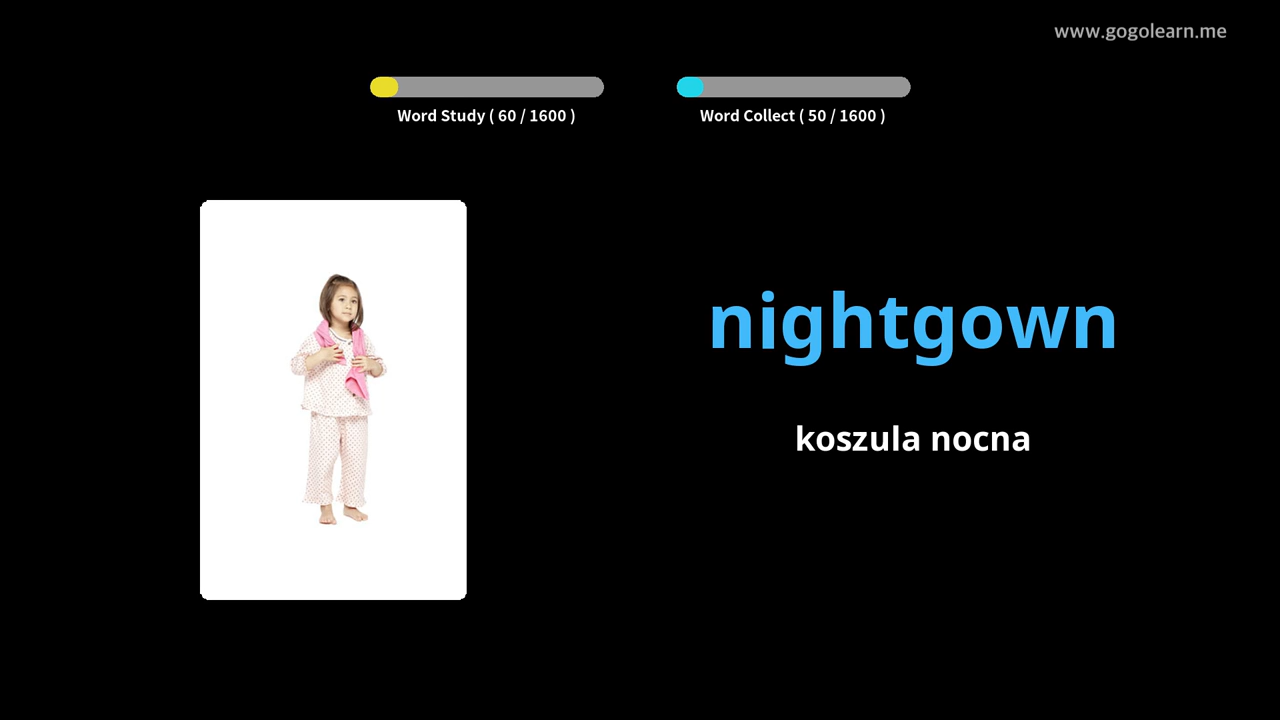 www.gogolearn.me
Word Study ( 60 / 1600 )
Word Collect ( 50 / 1600 )
nightgown
koszula nocna